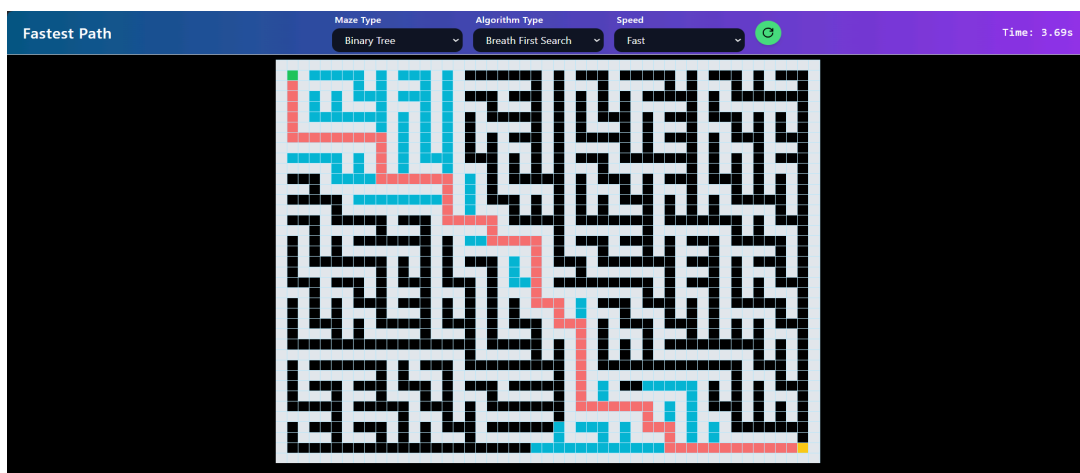 Fastest Path
Maze Type
Binary Tree
Algorithm Type
Breath First Search
Speed
Fast
Time: 3.69s